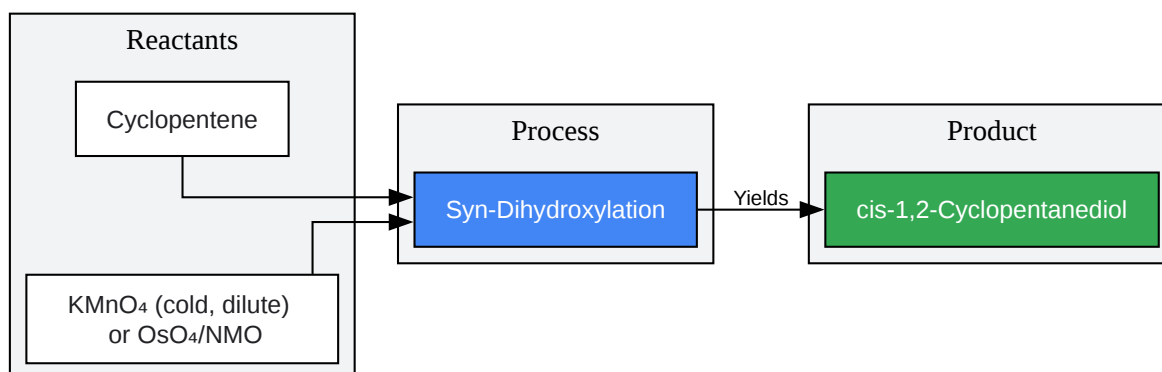 Reactants
Cyclopentene
KMnO₄ (cold, dilute)
or OsO₄/NMO
Process
Syn-Dihydroxylation
Yields
Product
cis-1,2-Cyclopentanediol